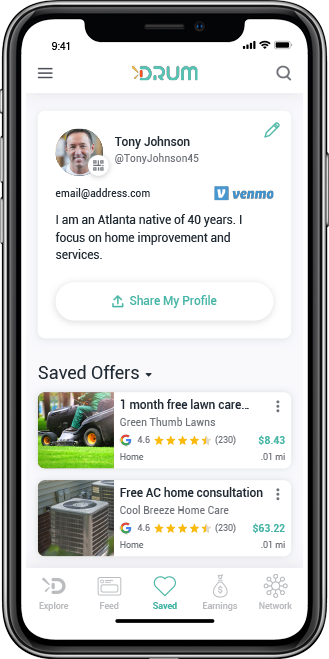 9:41
DRUM
Tony Johnson
@TonyJohnson45
email@address.com
venmo
I am an Atlanta native of 40 years. I
focus on home improvement and
services.
Share My Profile
Saved Offers
1 month free lawn care...
Green Thumb Lawns
4.6 (230) $8.43
Home .01 mi
Free AC home consultation
Cool Breeze Home Care
4.6 (230) $63.22
Home .01 mi
Explore Feed Saved Earnings Network